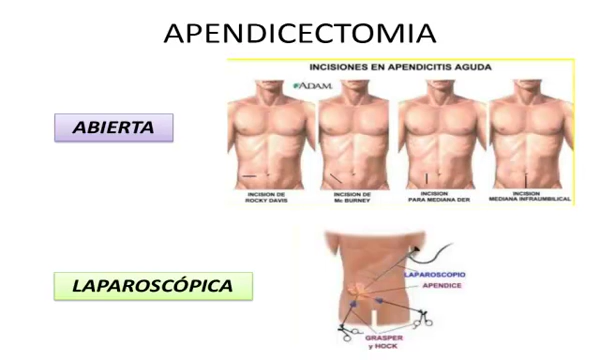 APENDICECTOMIA
INCISIONES EN APENDICITIS AGUDA
ADAM
ABIERTA
INCISION DE
ROCKY DAVIS
INCISION DE
Mc BURNEY
INCISION
PARA MEDIANA DER
INCISION
MEDIANA INFRAUMBILICAL
LAPAROSCÓPICA
LAPAROSCOPIO
APENDICE
GRASPER
y HOCK